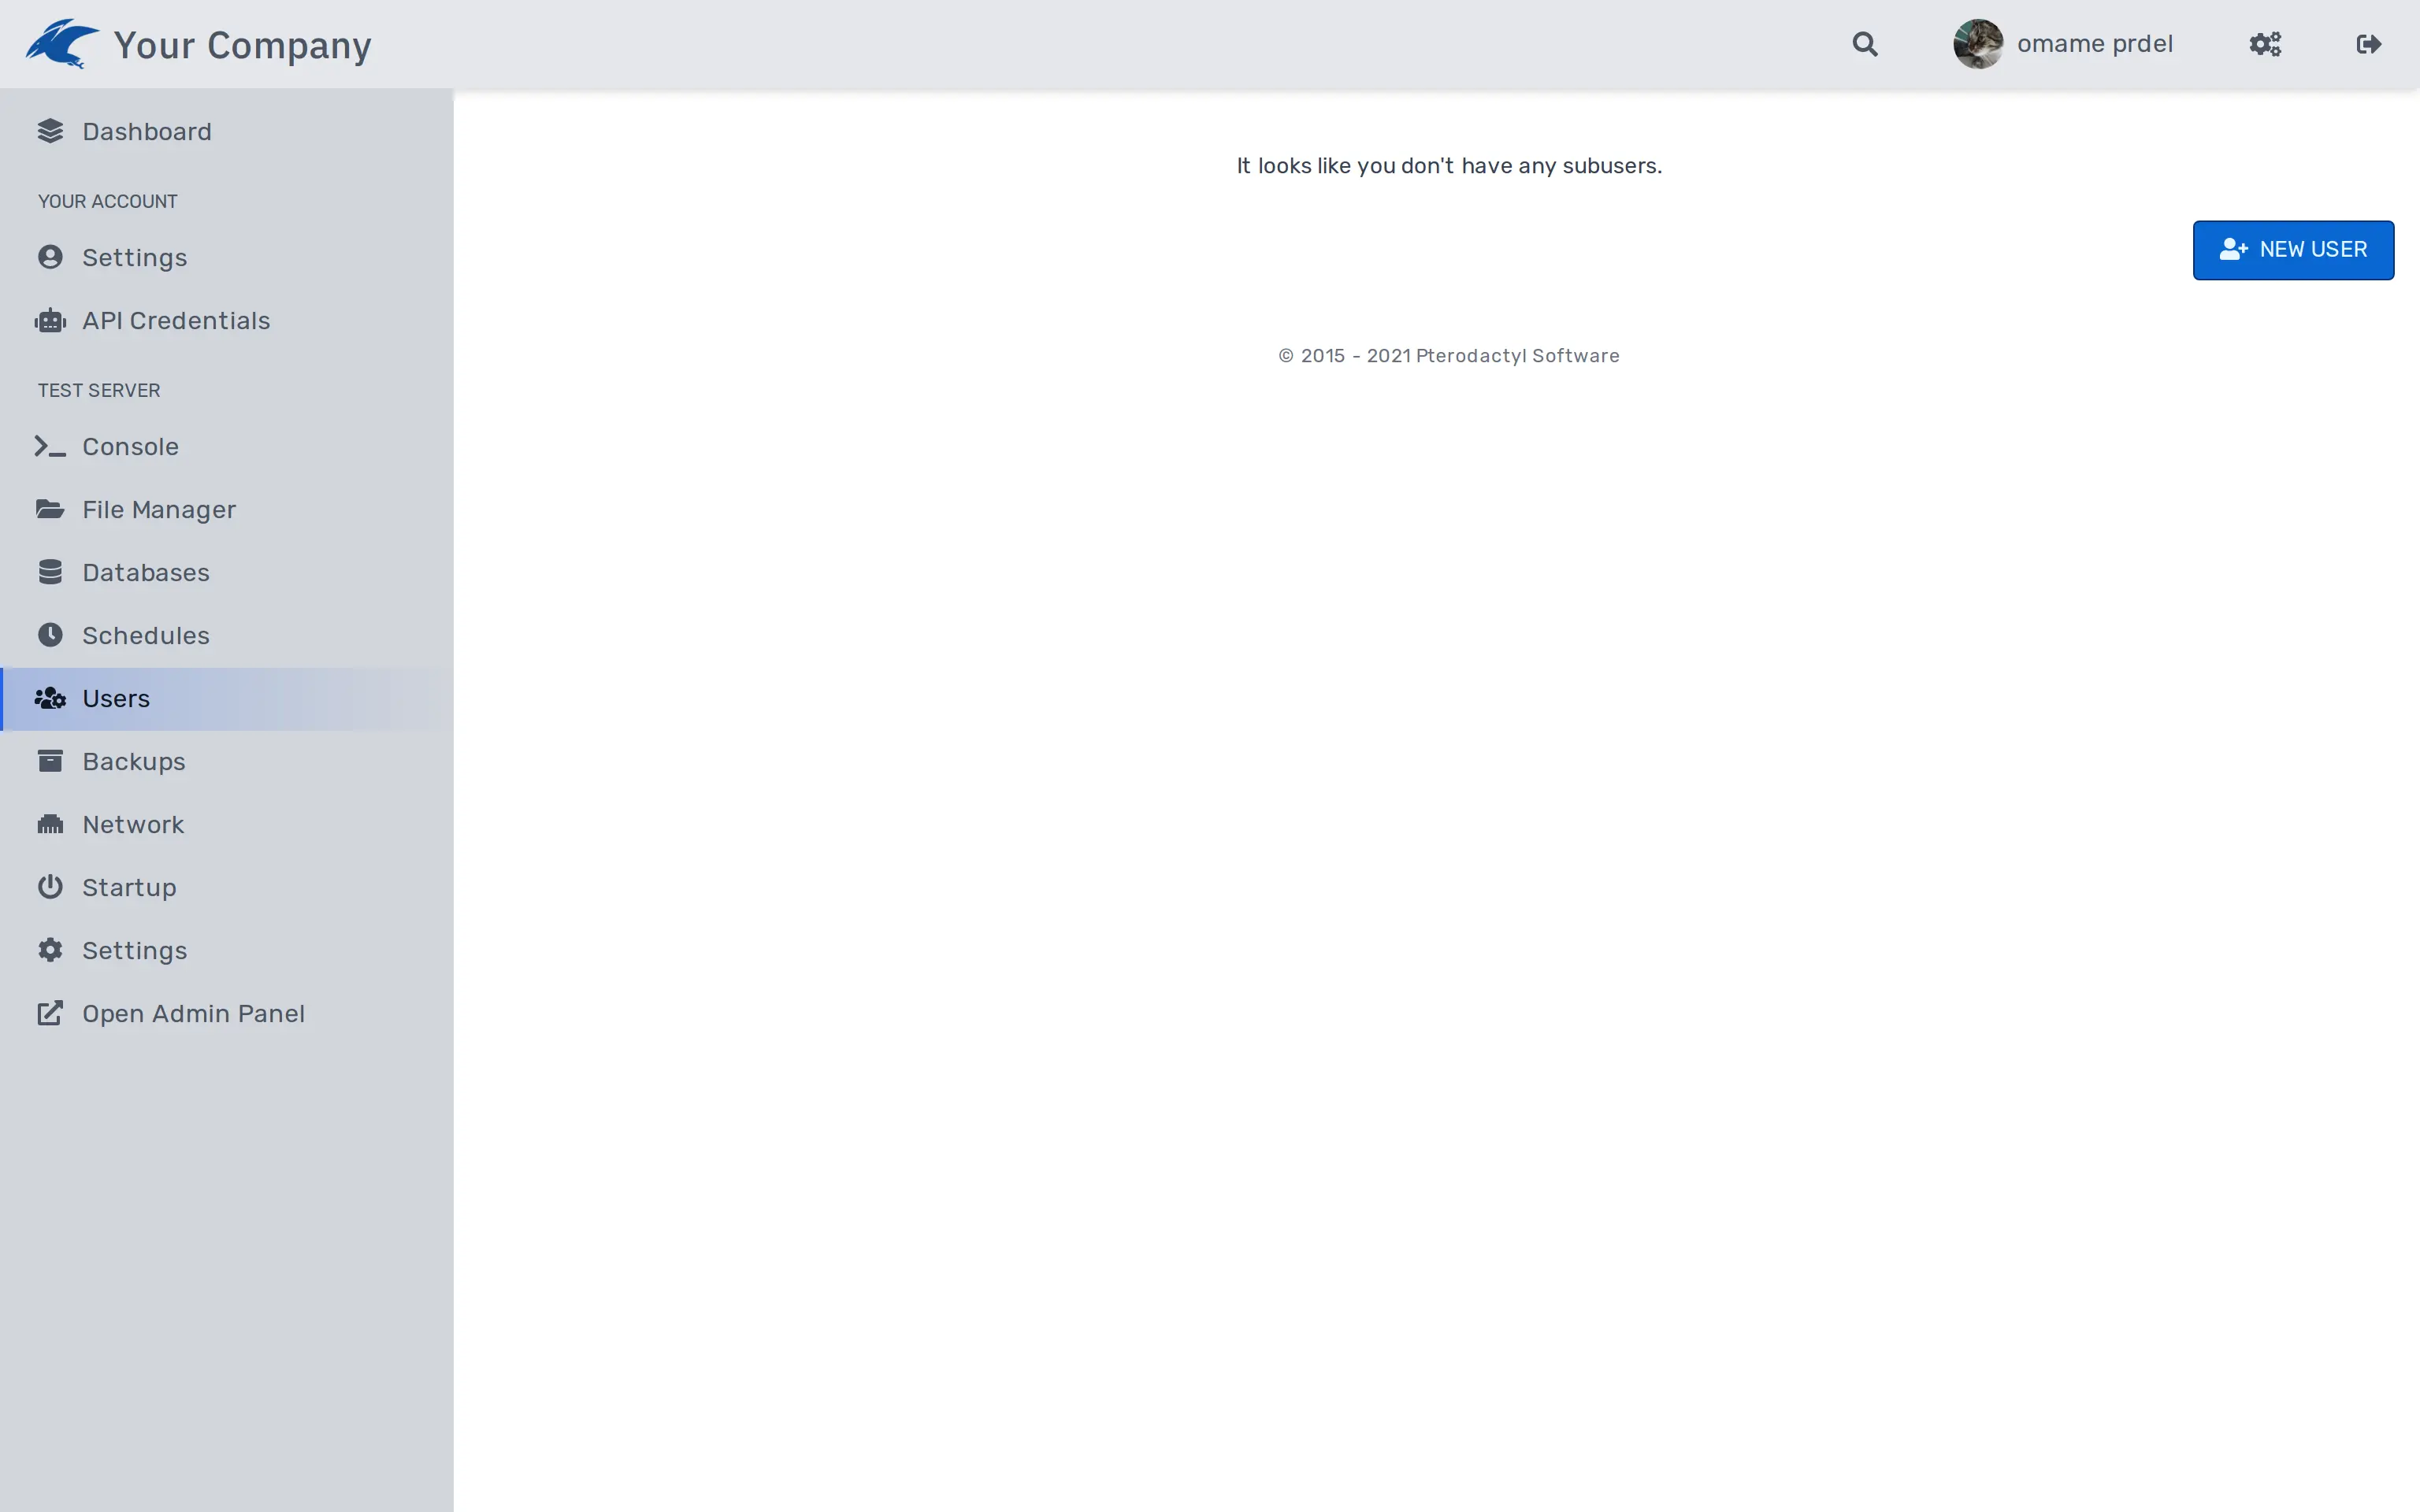 Your Company
omame prdel
Dashboard
YOUR ACCOUNT
Settings
API Credentials
TEST SERVER
Console
File Manager
Databases
Schedules
Users
Backups
Network
Startup
Settings
Open Admin Panel
It looks like you don't have any subusers.
NEW USER
© 2015 - 2021 Pterodactyl Software